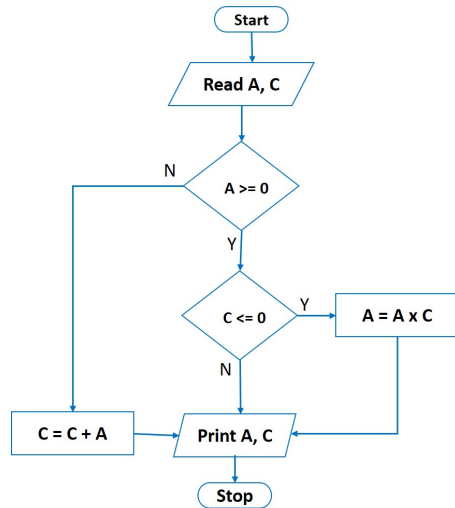 Start
Read A, C
N
A >= 0
Y
C <= 0
Y
A = A x C
N
C = C + A
Print A, C
Stop